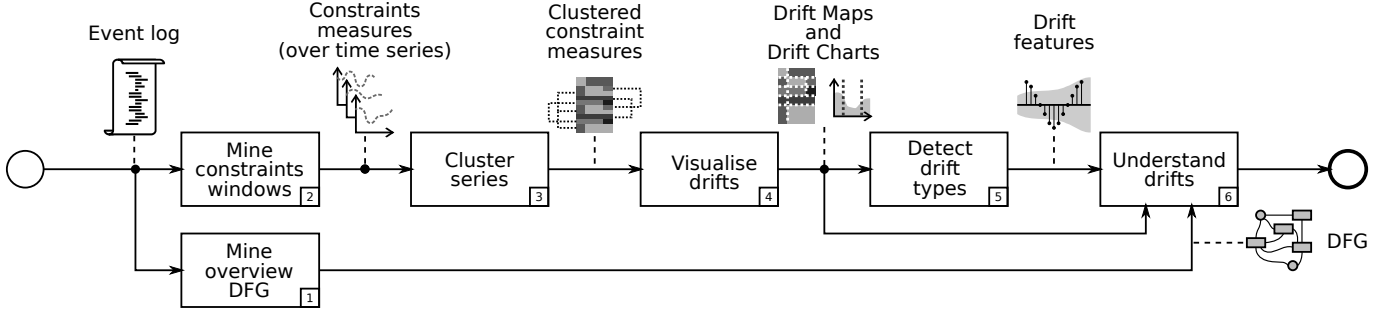 Event log
Constraints
measures
(over time series)
Clustered
constraint
measures
Drift Maps
and
Drift Charts
Drift
features
Mine
constraints
windows
2
Cluster
series
3
Visualise
drifts
4
Detect
drift
types
5
Understand
drifts
6
Mine
overview
DFG
1
DFG